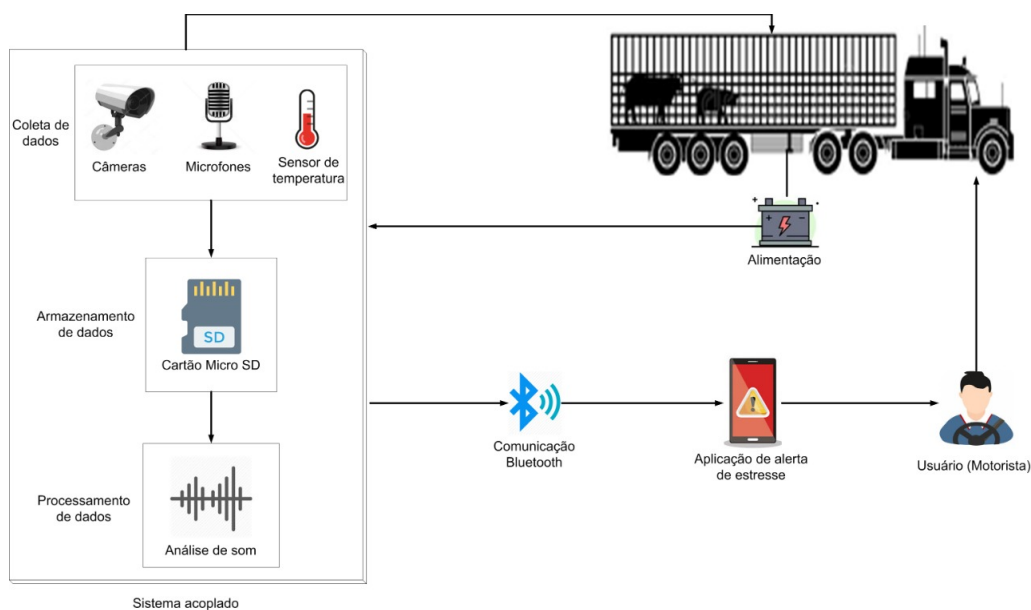 Coleta de
dados
Câmeras
Microfones
Sensor de
temperatura
Alimentação
Armazenamento
de dados
SD
Cartão Micro SD
Comunicação
Bluetooth
Aplicação de alerta
de estresse
Usuário (Motorista)
Processamento
de dados
Análise de som
Sistema acoplado